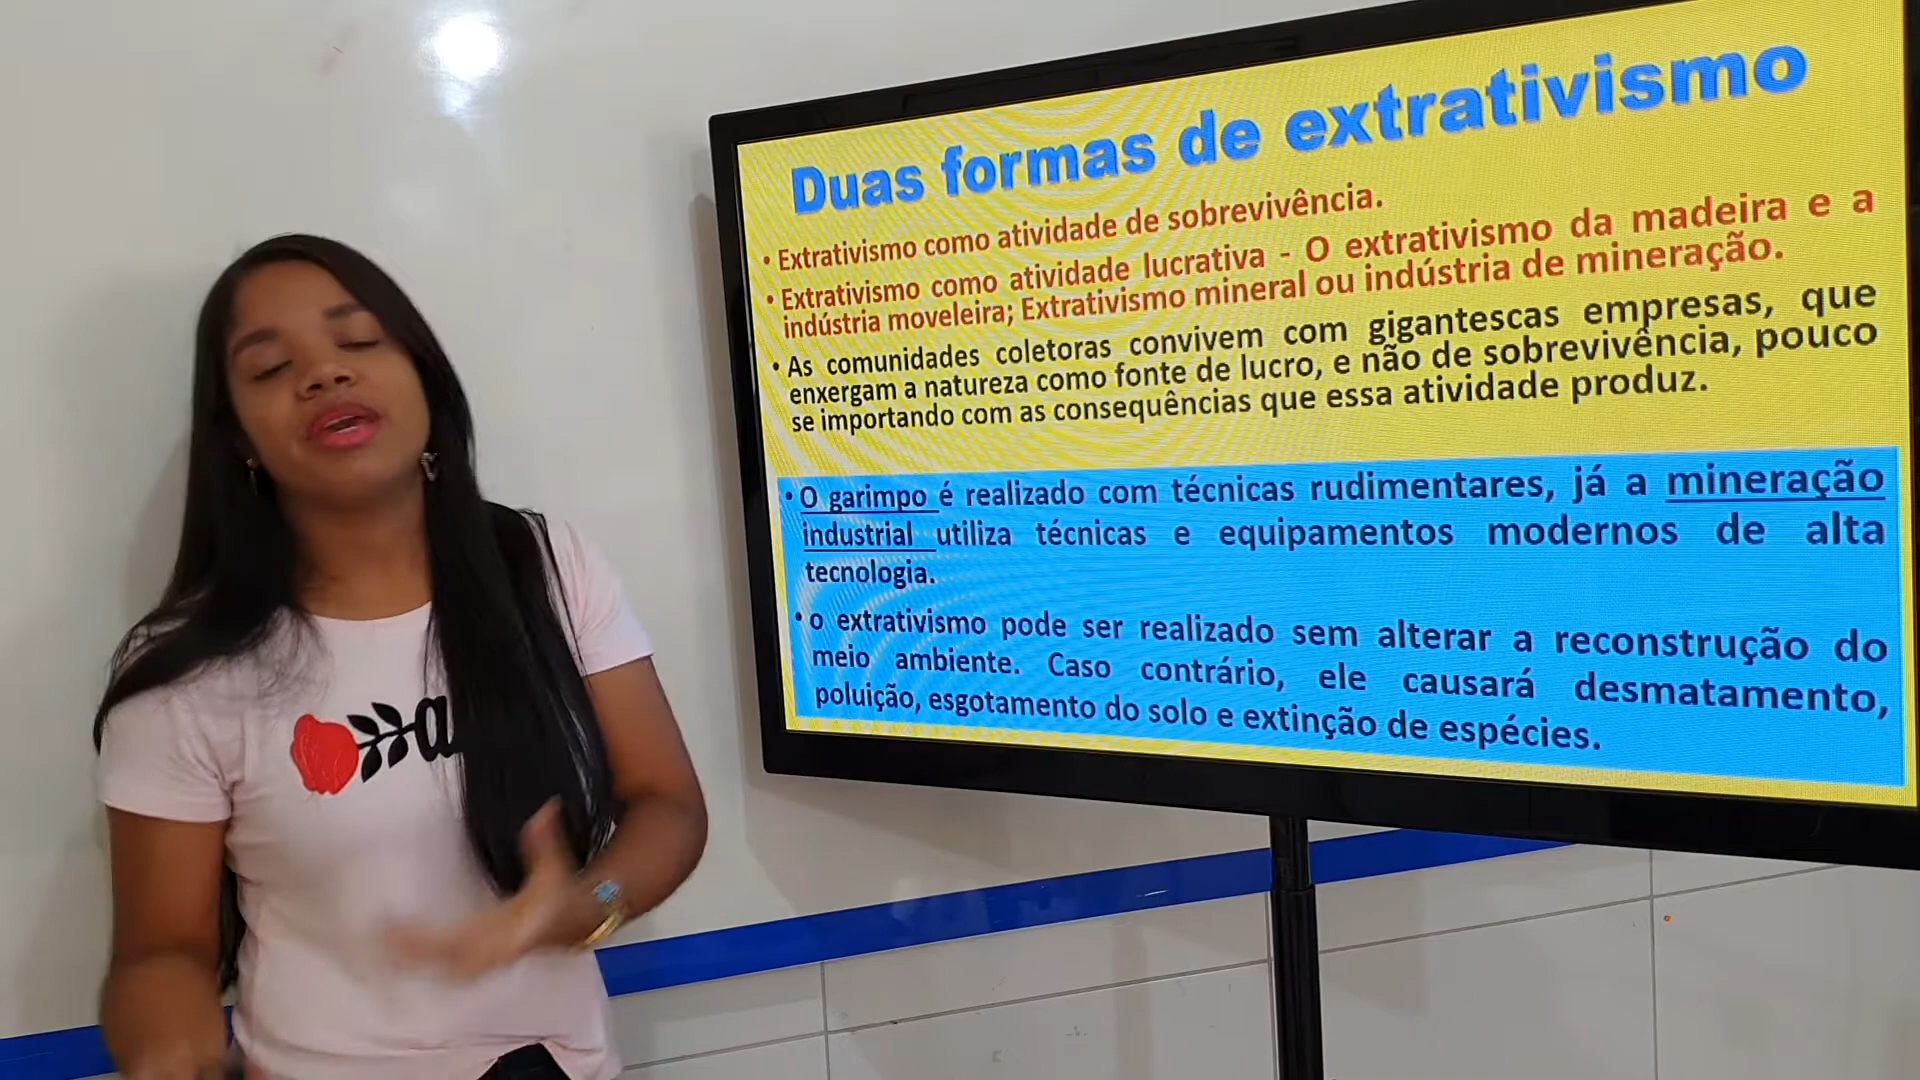 Duas formas de extrativismo
• Extrativismo como atividade de sobrevivência.
• Extrativismo como atividade lucrativa - O extrativismo da madeira e a
indústria moveleira; Extrativismo mineral ou indústria de mineração.
• As comunidades coletoras convivem com gigantescas empresas, que
enxergam a natureza como fonte de lucro, e não de sobrevivência, pouco
se importando com as consequências que essa atividade produz.
• O garimpo é realizado com técnicas rudimentares, já a mineração
industrial utiliza técnicas e equipamentos modernos de alta
tecnologia.
• o extrativismo pode ser realizado sem alterar a reconstrução do
meio ambiente. Caso contrário, ele causará desmatamento,
poluição, esgotamento do solo e extinção de espécies.